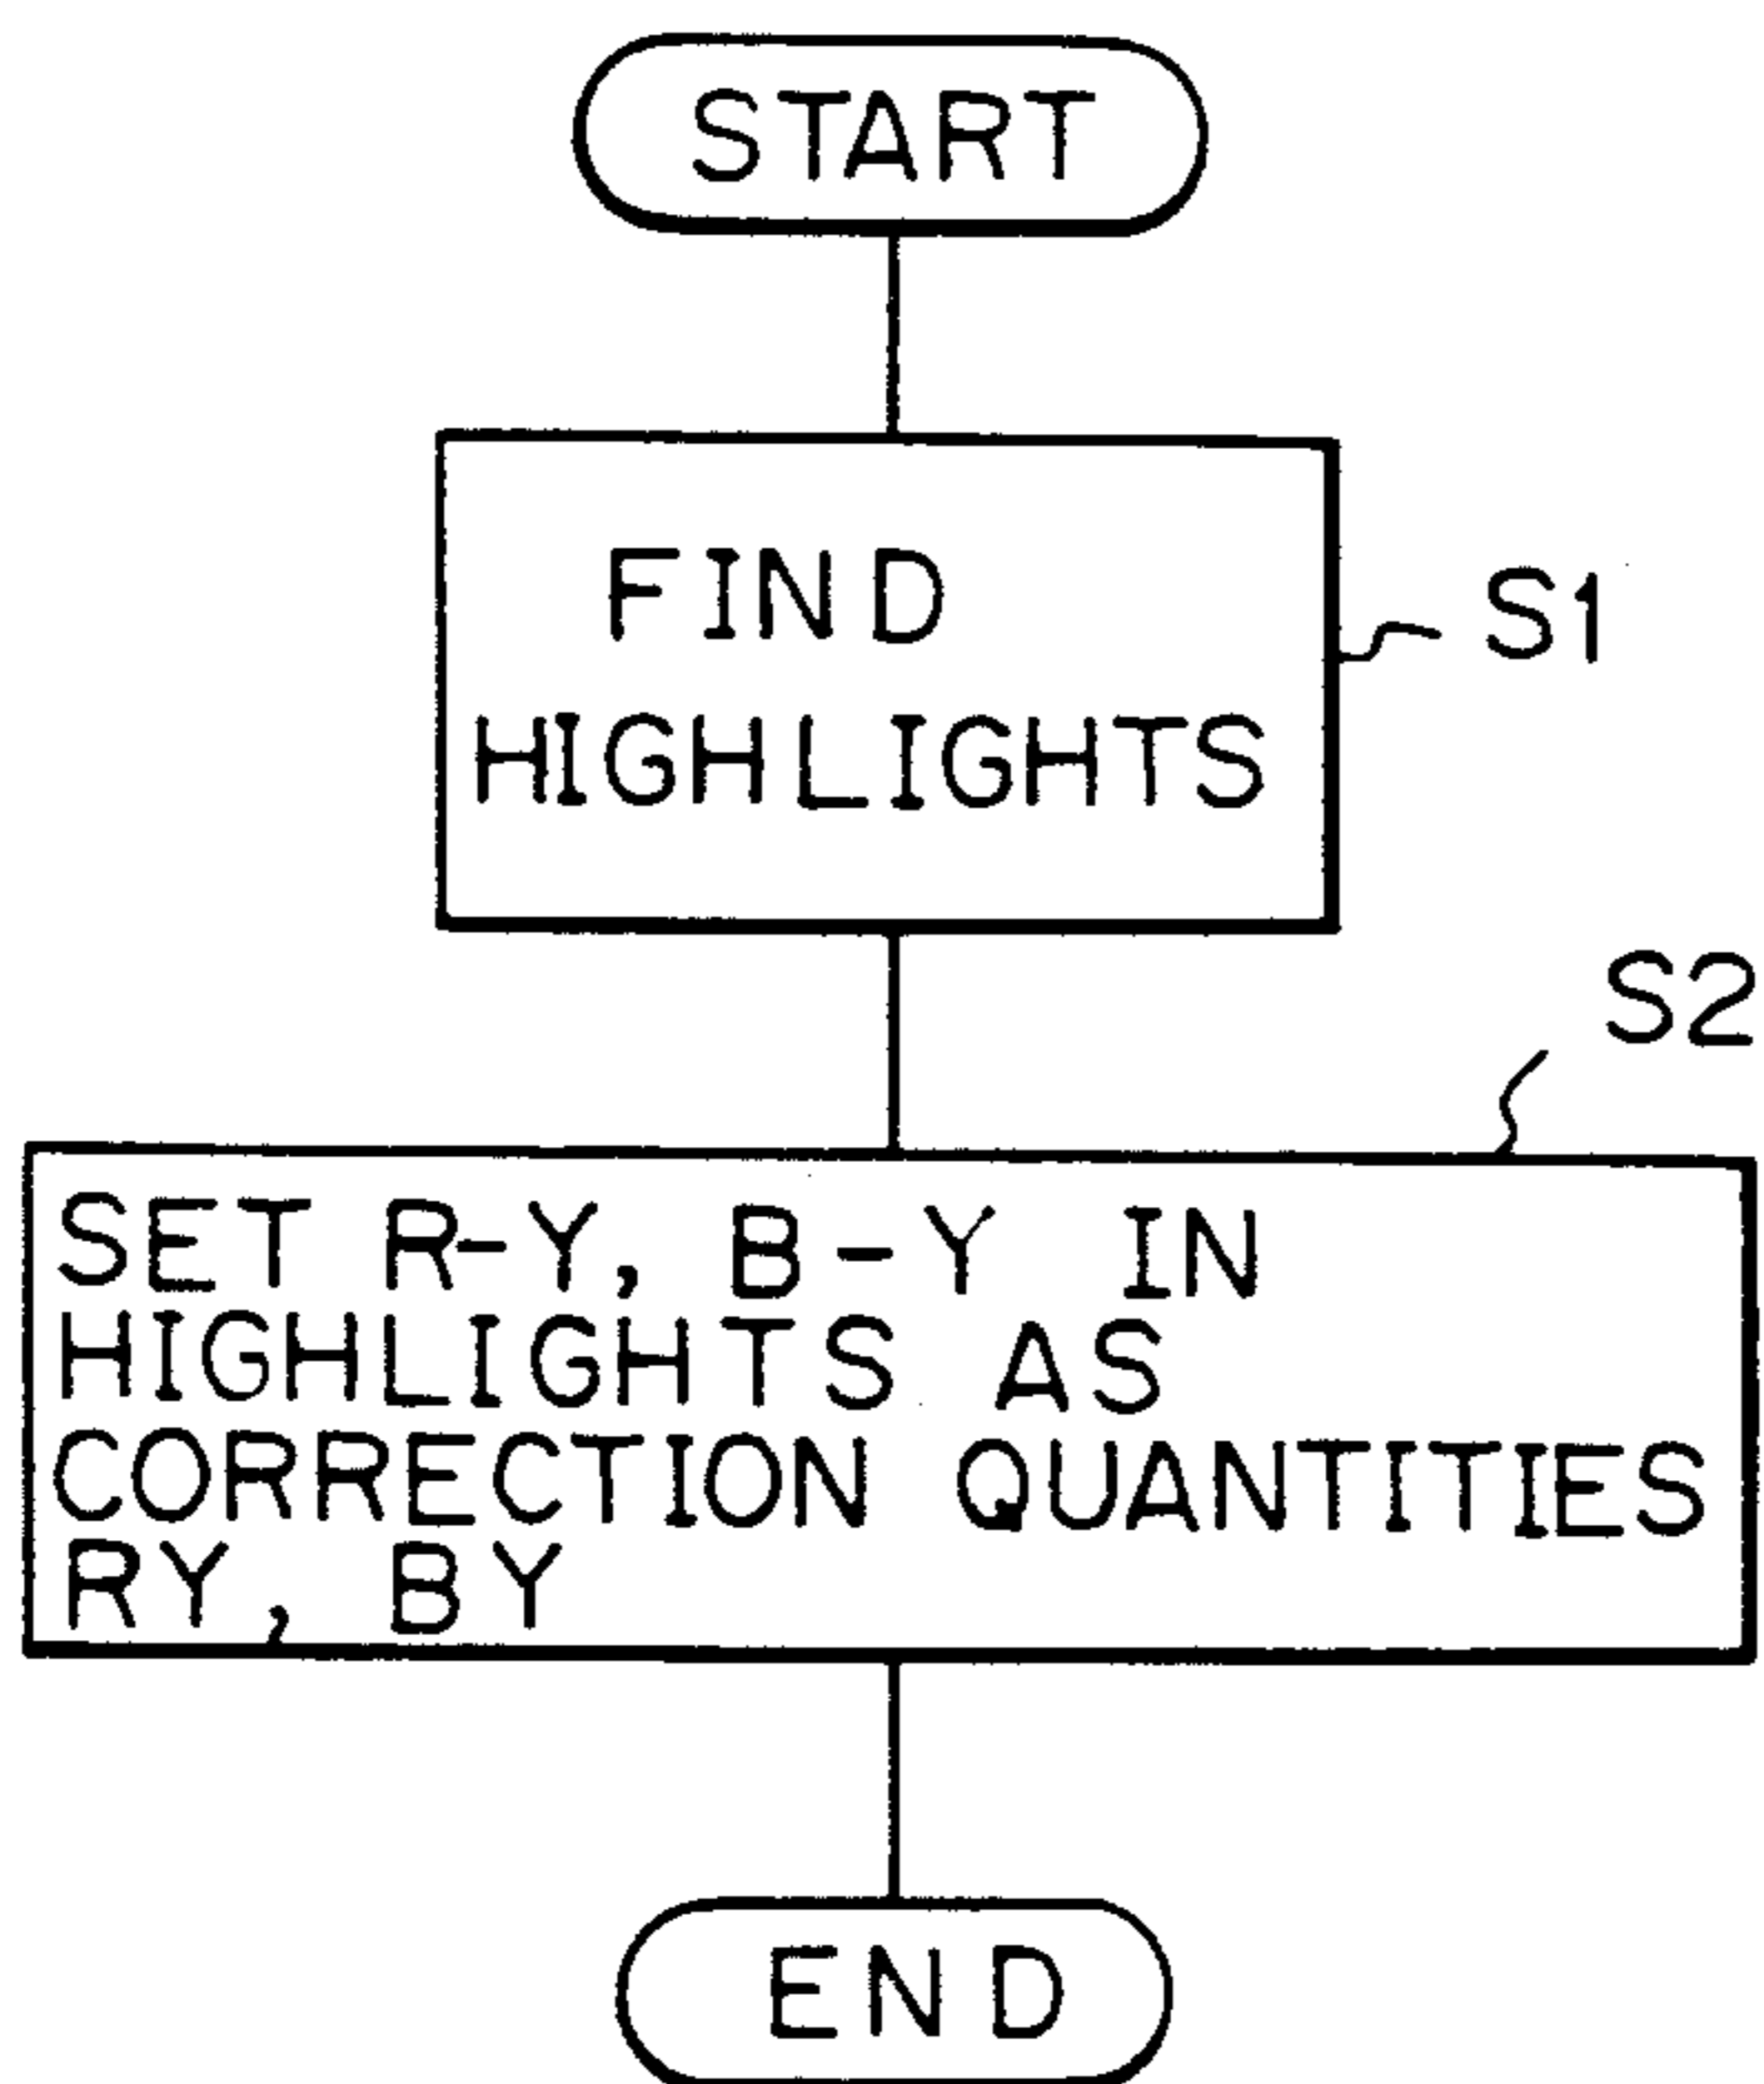 START
FIND
HIGHLIGHTS
S1
S2
SET R-Y, B-Y IN
HIGHLIGHTS AS
CORRECTION QUANTITIES
RY, BY
END